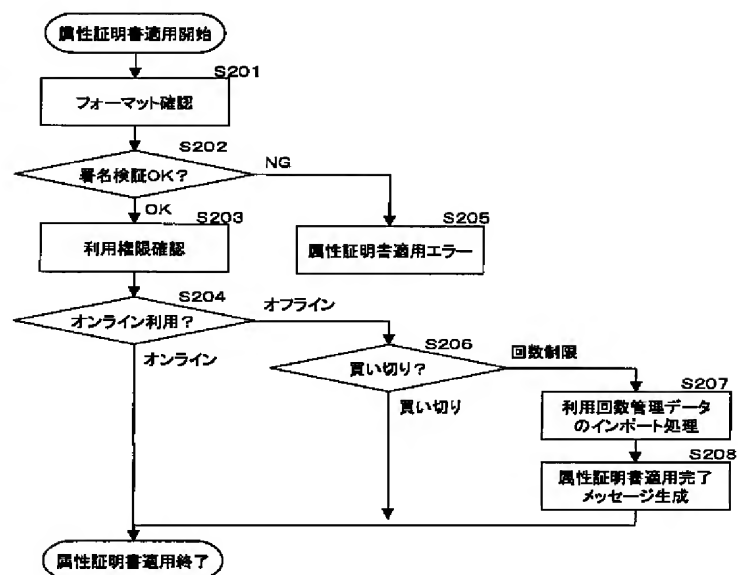 属性証明書適用開始
S201
フォーマット確認
S202
署名検証OK?
NG
OK
S203
利用権限確認
S205
属性証明書適用エラー
S204
オンライン利用?
オフライン
オンライン
S206
買い切り?
回数制限
買い切り
S207
利用回数管理データ
のインポート処理
S208
属性証明書適用完了
メッセージ生成
属性証明書適用終了